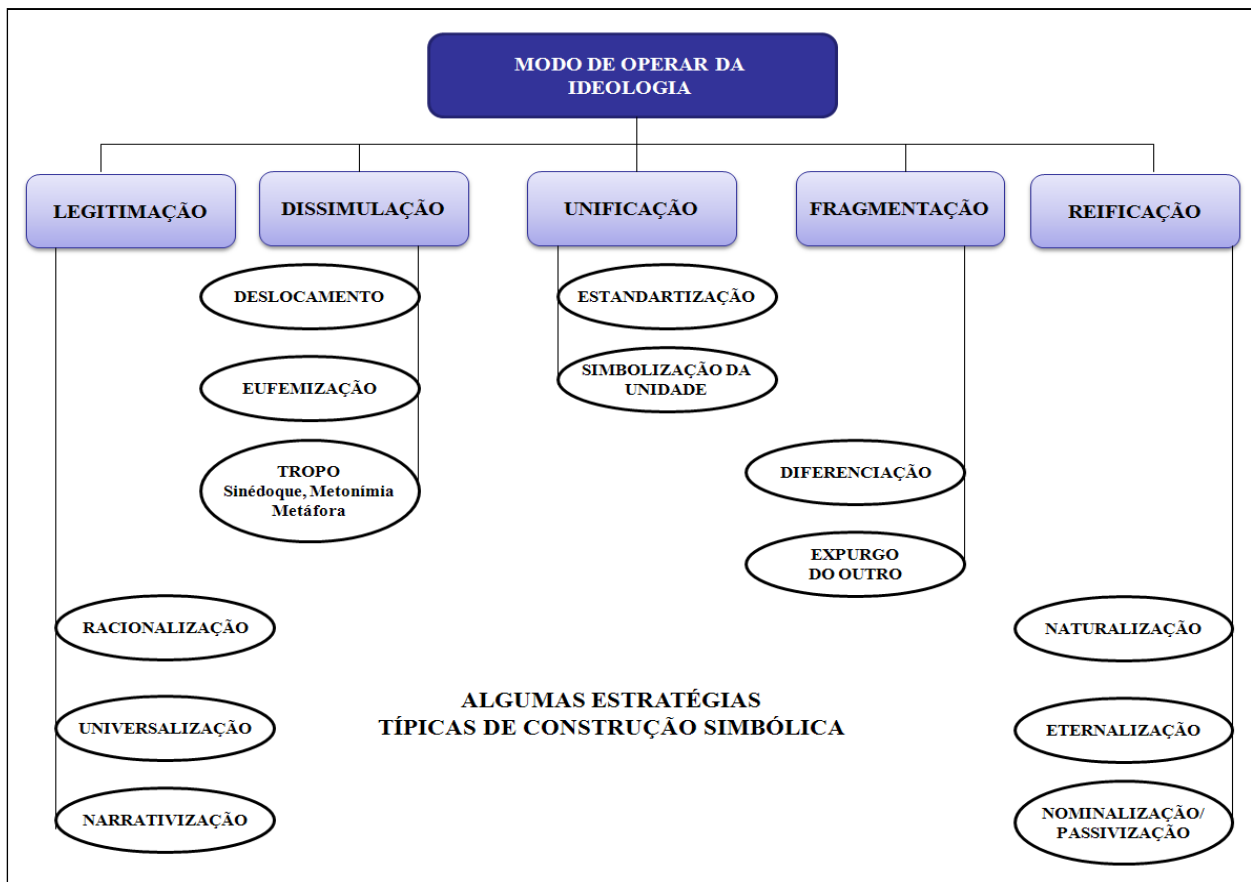 MODO DE OPERAR DA
IDEOLOGIA
LEGITIMAÇÃO
DISSIMULAÇÃO
UNIFICAÇÃO
FRAGMENTAÇÃO
REIFICAÇÃO
DESLOCAMENTO
EUFEMIZAÇÃO
TROPO
Sinédoque, Metonímia
Metáfora
ESTANDARTIZAÇÃO
SIMBOLIZAÇÃO DA
UNIDADE
DIFERENCIAÇÃO
EXPURGO
DO OUTRO
RACIONALIZAÇÃO
UNIVERSALIZAÇÃO
NARRATIVIZAÇÃO
NATURALIZAÇÃO
ETERNALIZAÇÃO
NOMINALIZAÇÃO/
PASSIVIZAÇÃO
ALGUMAS ESTRATÉGIAS
TÍPICAS DE CONSTRUÇÃO SIMBÓLICA